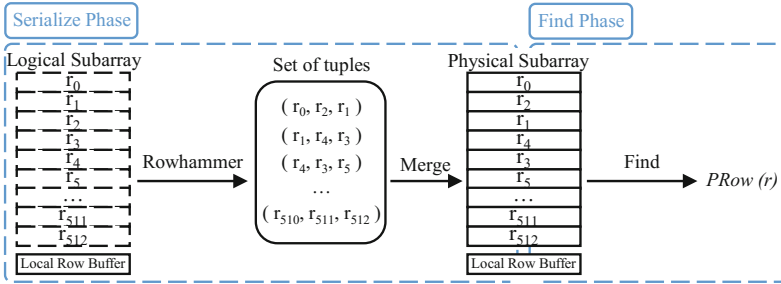 Serialize Phase
Find Phase
Logical Subarray
r0
r1
r2
r3
r4
r5
...
r511
r512
Local Row Buffer
Rowhammer
Set of tuples
( r0, r2, r1 )
( r1, r4, r3 )
( r4, r3, r5 )
...
( r510, r511, r512 )
Merge
Physical Subarray
r0
r2
r1
r4
r3
r5
...
r511
r512
Local Row Buffer
Find
PRow (r)